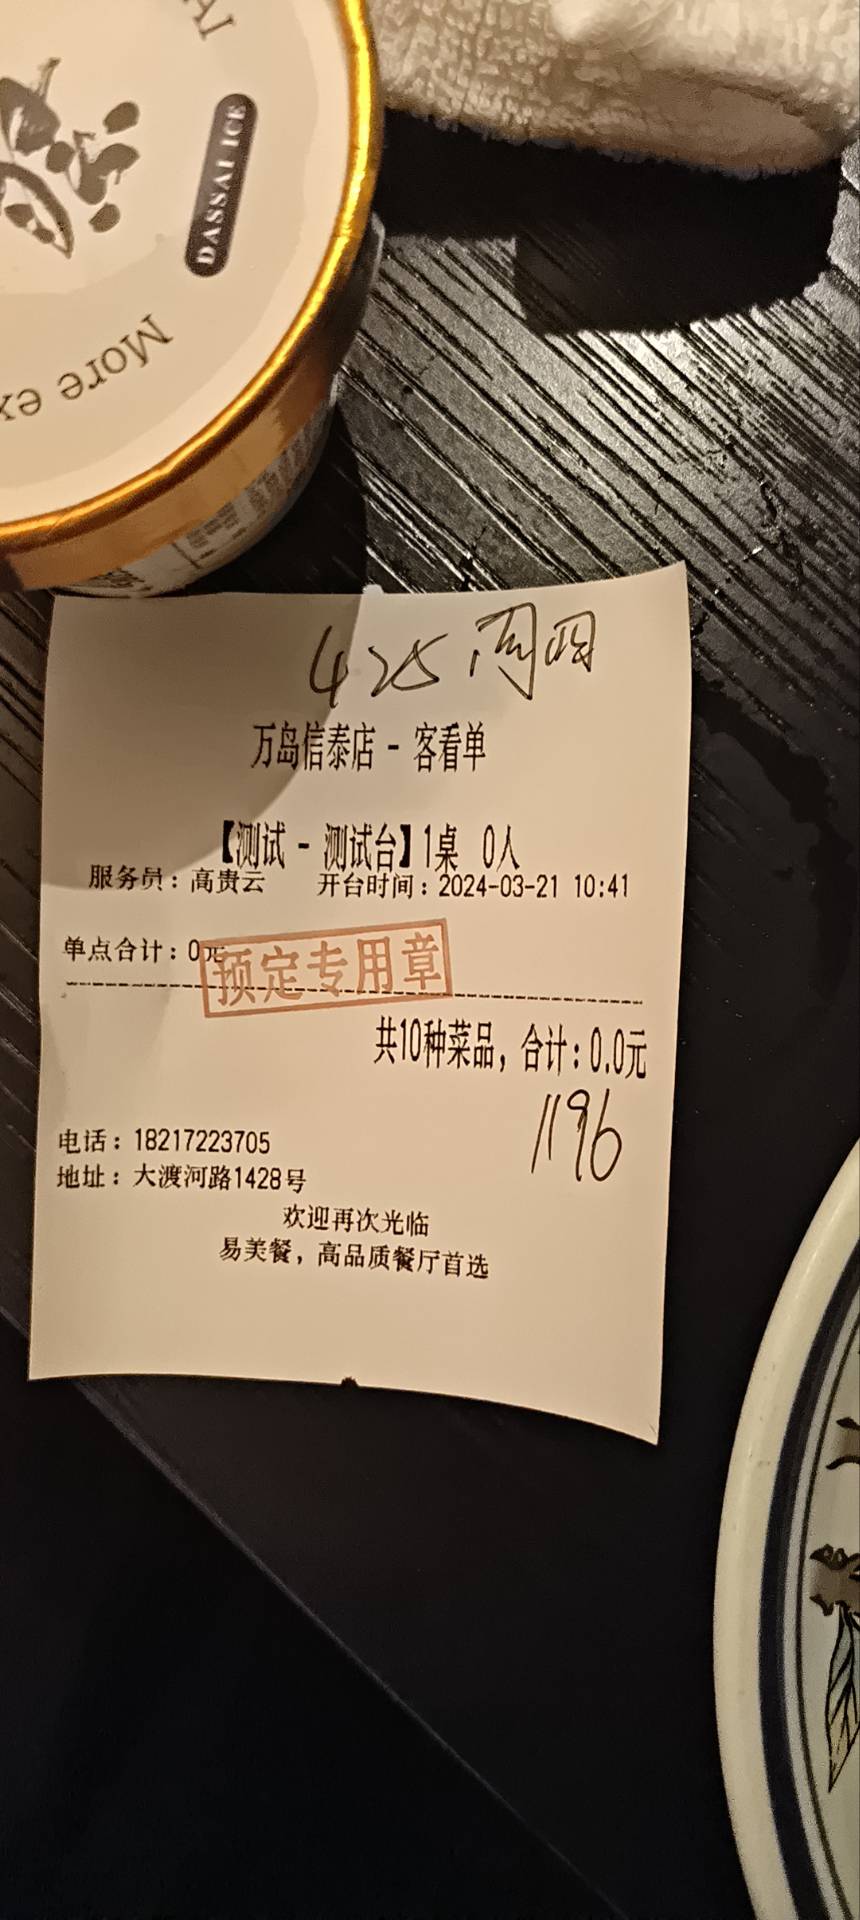 DASSAI ICE
More ex
425 周四
万岛信泰店 - 客看单
【测试 - 测试台】1桌 0人
服务员：高贵云 开台时间：2024-03-21 10:41
单点合计：0元
预定专用章
共10种菜品，合计：0.0元
1196
电话：18217223705
地址：大渡河路1428号
欢迎再次光临
易美餐，高品质餐厅首选